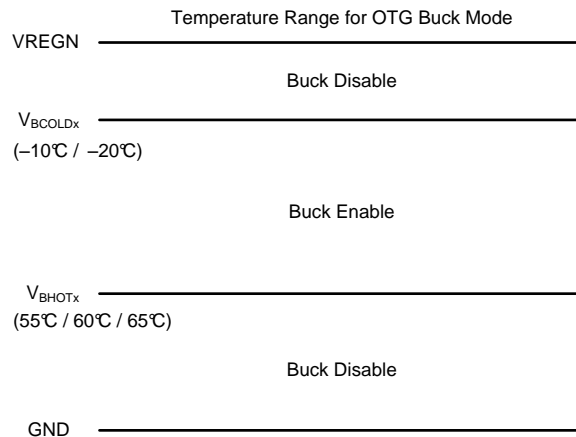 Temperature Range for OTG Buck Mode
VREGN
Buck Disable
VBCOLDx
(–10℃ / –20℃)
Buck Enable
VBHOTx
(55℃ / 60℃ / 65℃)
Buck Disable
GND